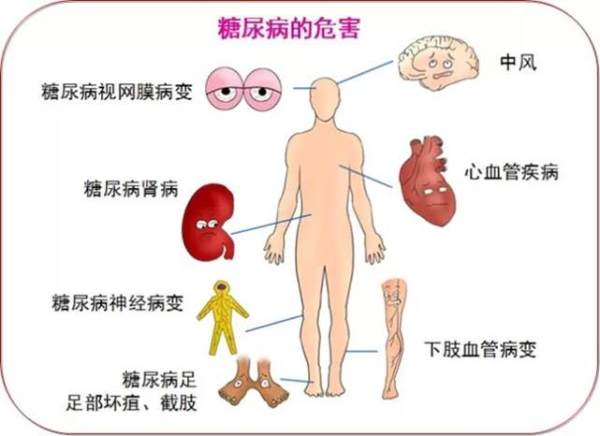 糖尿病的危害
中风
糖尿病视网膜病变
心血管疾病
糖尿病肾病
糖尿病神经病变
下肢血管病变
糖尿病足
足部坏疽、截肢